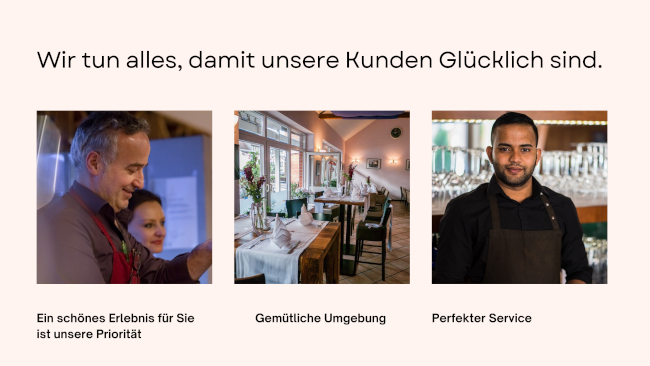 Wir tun alles, damit unsere Kunden Glücklich sind.
Ein schönes Erlebnis für Sie
ist unsere Priorität
Gemütliche Umgebung
Perfekter Service